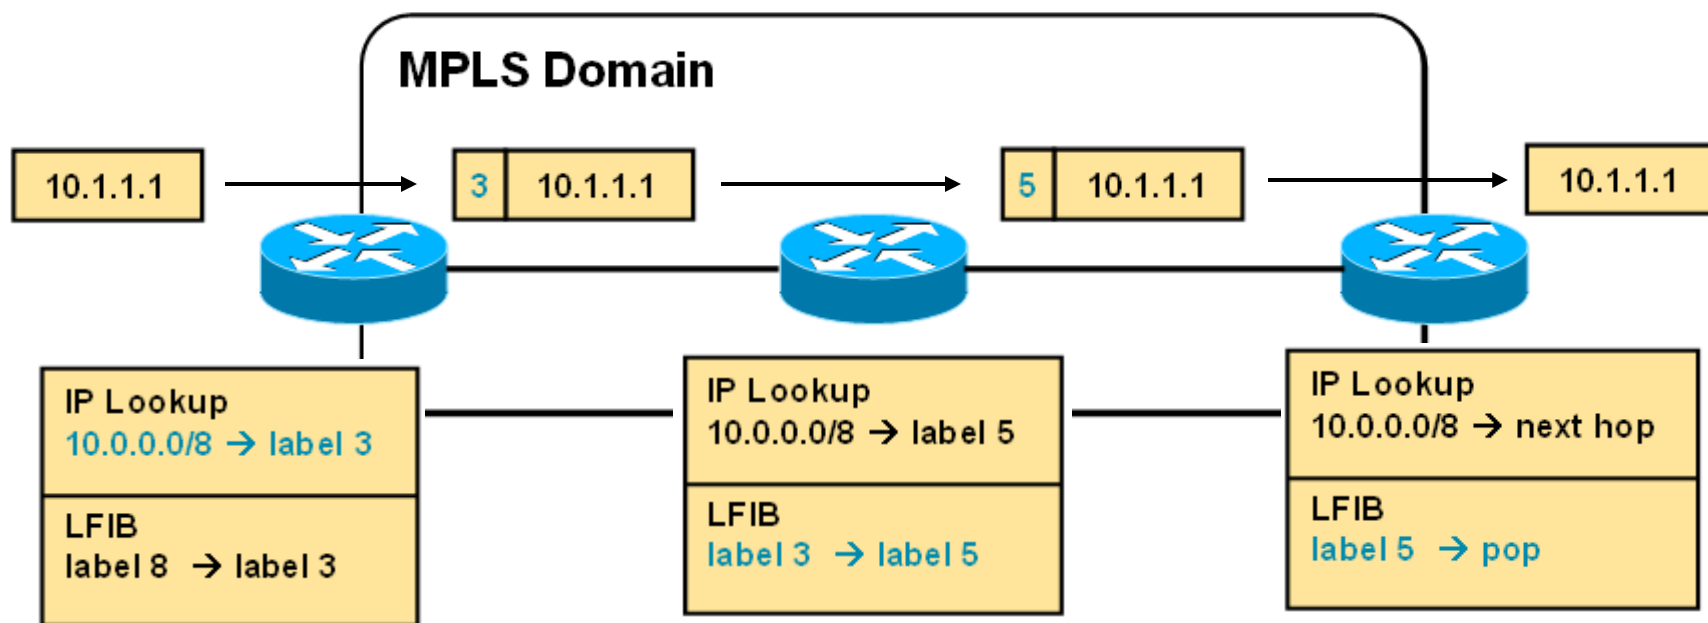 MPLS Domain
10.1.1.1
3 10.1.1.1
5 10.1.1.1
10.1.1.1
IP Lookup
10.0.0.0/8 → label 3
LFIB
label 8 → label 3
IP Lookup
10.0.0.0/8 → label 5
LFIB
label 3 → label 5
IP Lookup
10.0.0.0/8 → next hop
LFIB
label 5 → pop